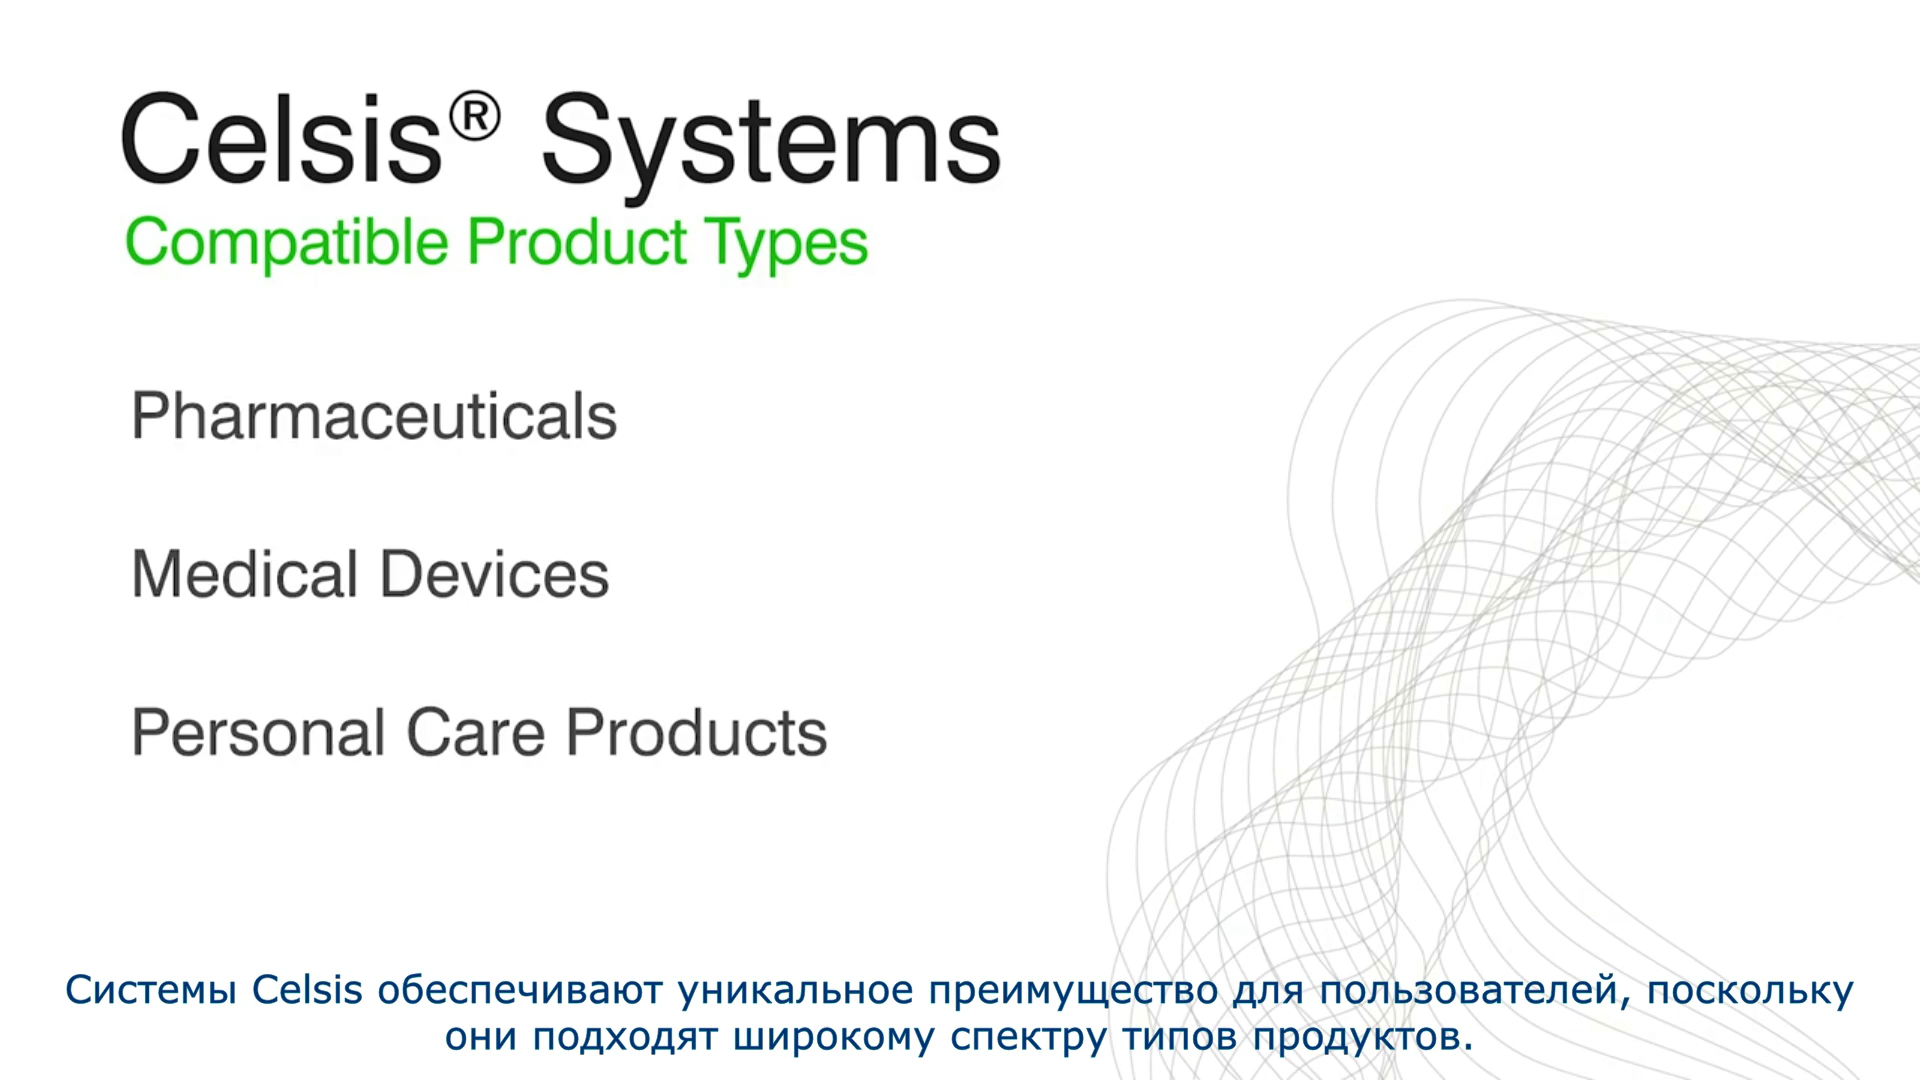 Celsis® Systems
Compatible Product Types
Pharmaceuticals
Medical Devices
Personal Care Products
Системы Celsis обеспечивают уникальное преимущество для пользователей, поскольку
они подходят широкому спектру типов продуктов.